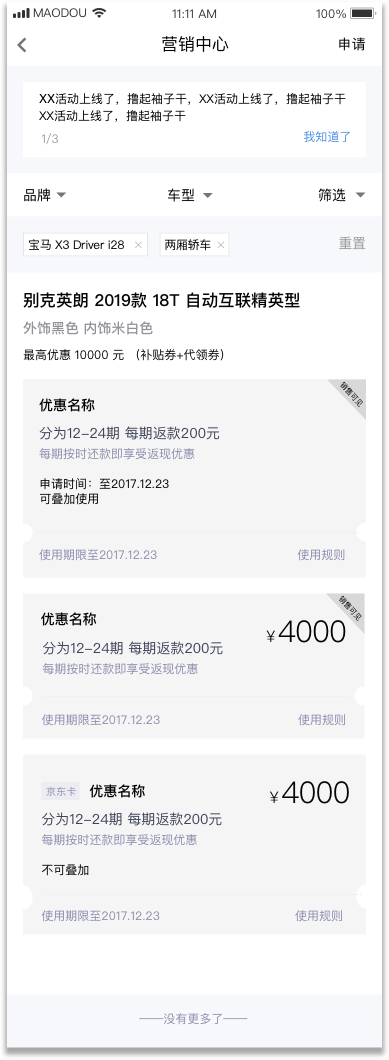 MAODOU 11:11 AM 100%
营销中心 申请
XX活动上线了，撸起袖子干，XX活动上线了，撸起袖子干
XX活动上线了，撸起袖子干
1/3 我知道了
品牌 车型 筛选
宝马 X3 Driver i28 × 两厢轿车 × 重置
别克英朗 2019款 18T 自动互联精英型
外饰黑色 内饰米白色
最高优惠 10000 元 （补贴券+代领券）
销售可见
优惠名称
分为12-24期 每期返款200元
每期按时还款即享受返现优惠
申请时间：至2017.12.23
可叠加使用
使用期限至2017.12.23 使用规则
销售可见
优惠名称
¥4000
分为12-24期 每期返款200元
每期按时还款即享受返现优惠
使用期限至2017.12.23 使用规则
京东卡 优惠名称
¥4000
分为12-24期 每期返款200元
每期按时还款即享受返现优惠
不可叠加
使用期限至2017.12.23 使用规则
——没有更多了——